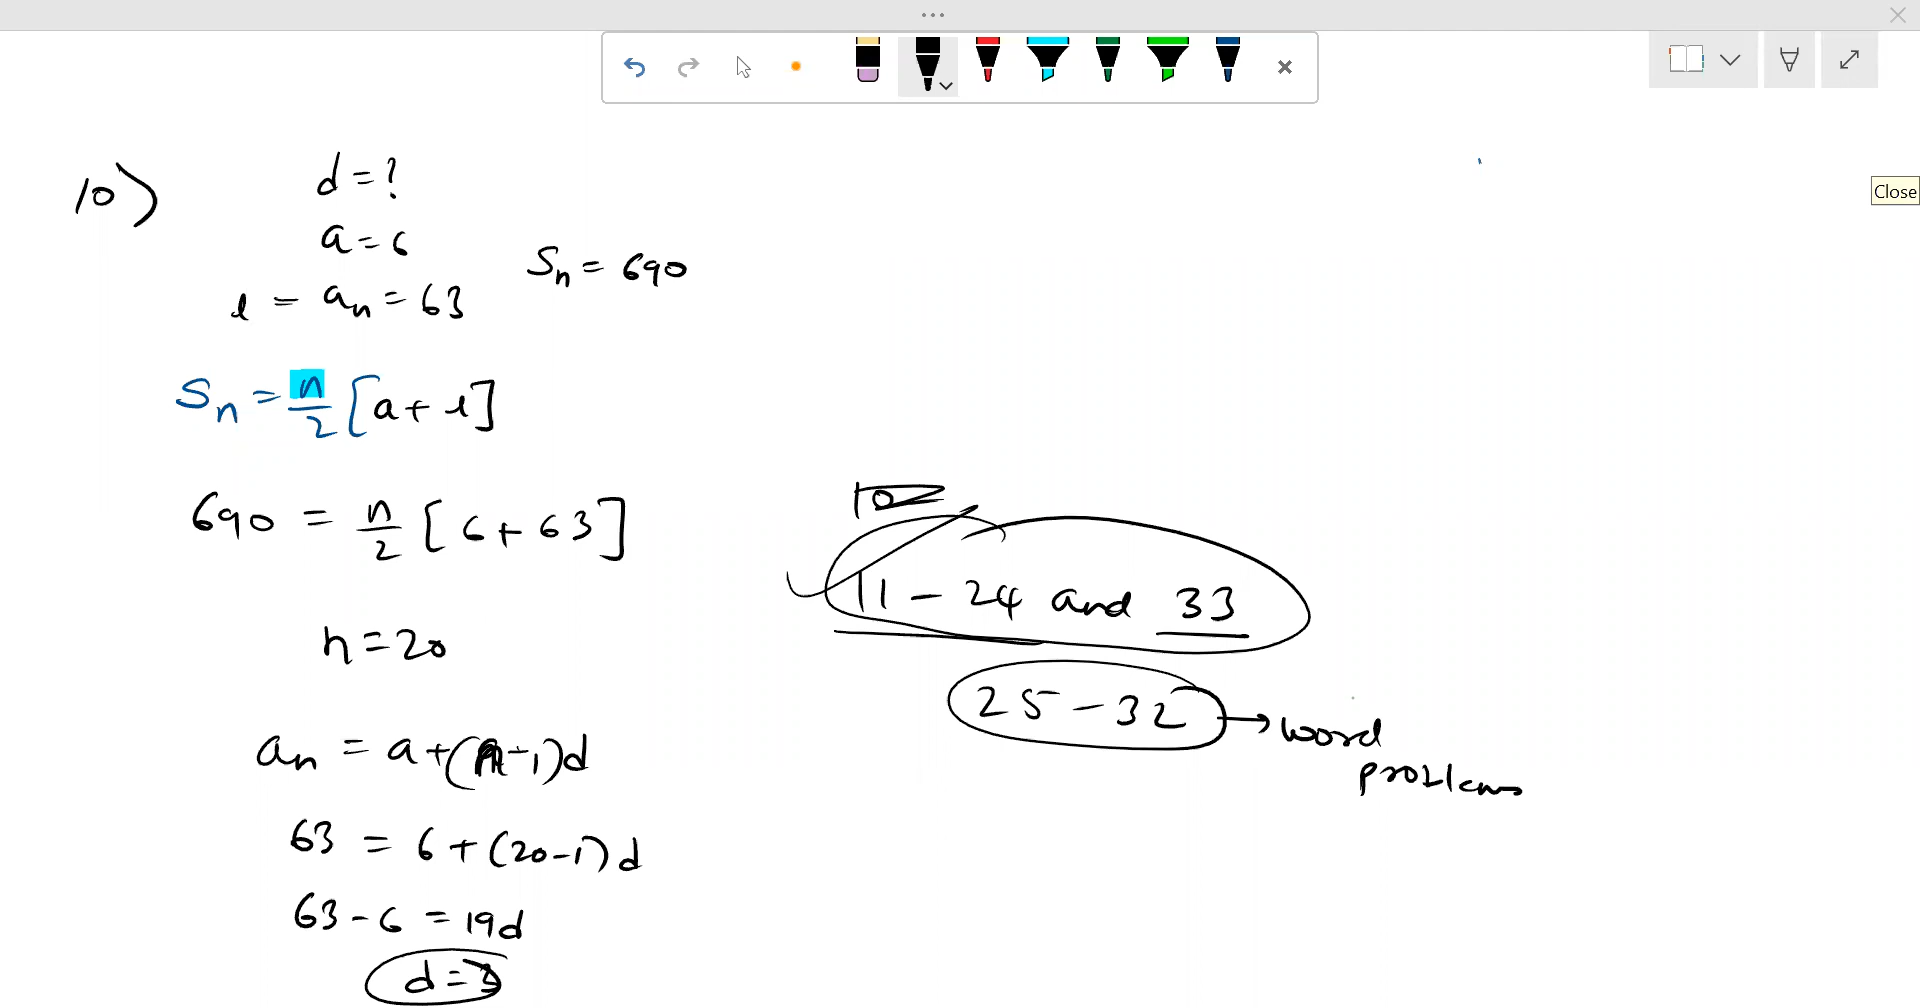 Close
10)
d = ?
a = 6
l = an = 63
Sn = 690
Sn = n/2 [a + l]
690 = n/2 [6 + 63]
n = 20
an = a + (n-1)d
63 = 6 + (20-1)d
63 - 6 = 19d
d = 3
10
11 - 24 and 33
25 - 32 → word
problems